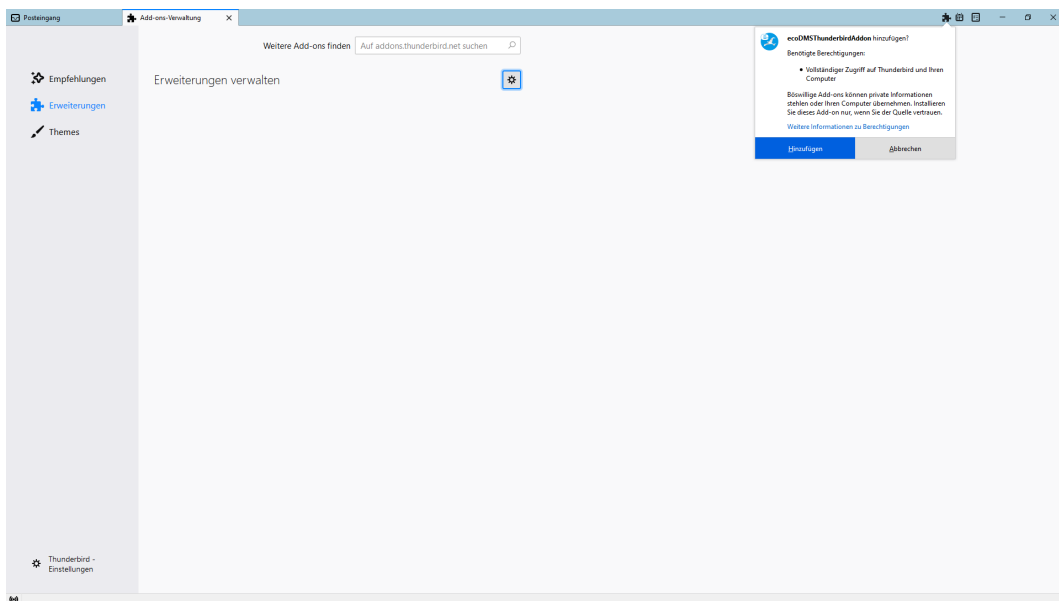 Posteingang
Add-ons-Verwaltung
Weitere Add-ons finden
Auf addons.thunderbird.net suchen
Empfehlungen
Erweiterungen
Themes
Erweiterungen verwalten
ecoDMSThunderbirdAddon hinzufügen?
Benötigte Berechtigungen:
• Vollständiger Zugriff auf Thunderbird und Ihren
Computer
Böswillige Add-ons können private Informationen
stehlen oder Ihren Computer übernehmen. Installieren
Sie dieses Add-on nur, wenn Sie der Quelle vertrauen.
Weitere Informationen zu Berechtigungen
Hinzufügen
Abbrechen
Thunderbird -
Einstellungen